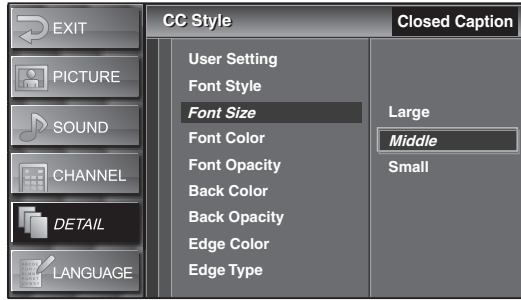 EXIT
PICTURE
SOUND
CHANNEL
DETAIL
LANGUAGE
CC Style
Closed Caption
User Setting
Font Style
Font Size
Font Color
Font Opacity
Back Color
Back Opacity
Edge Color
Edge Type
Large
Middle
Small